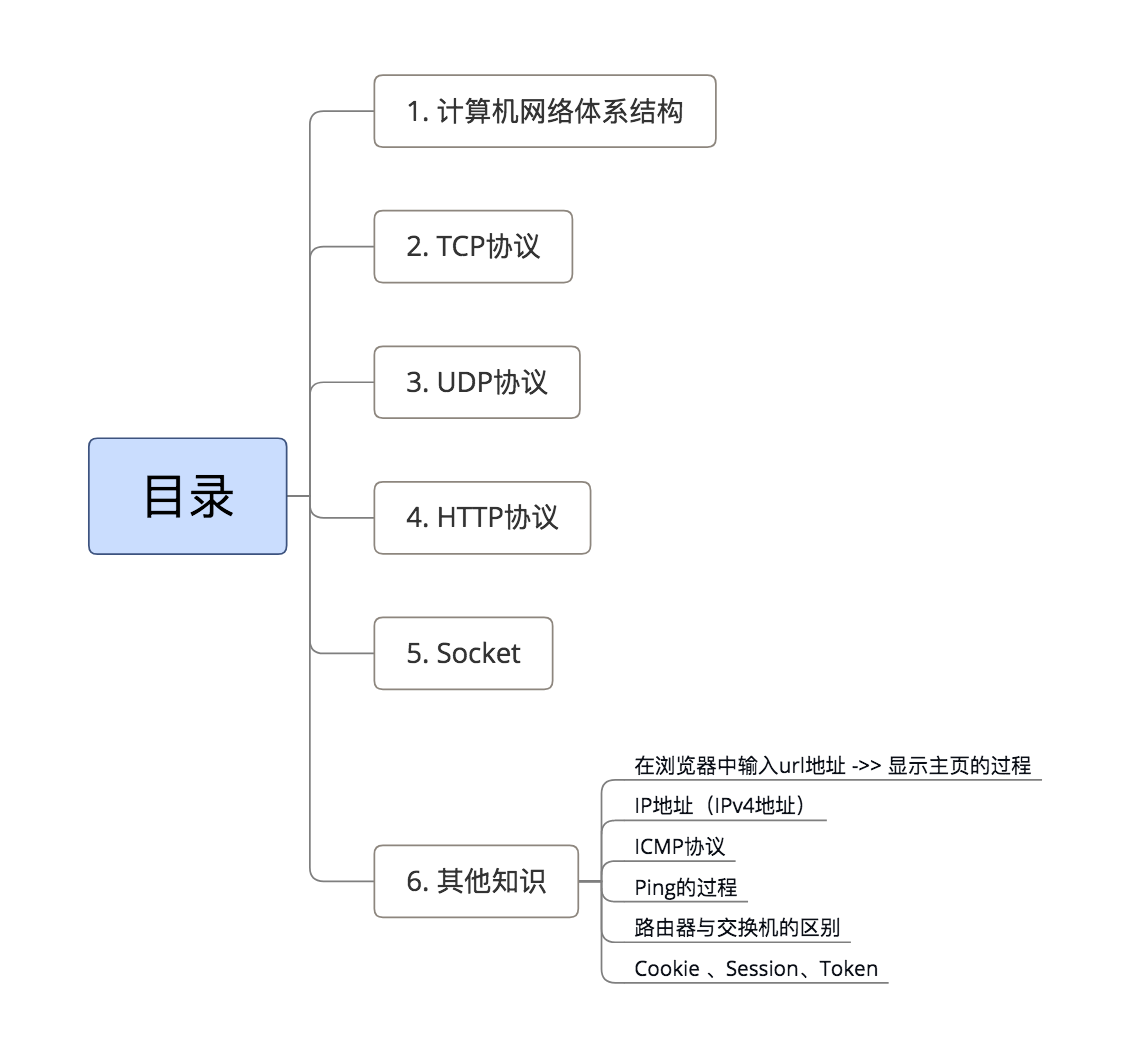 目录
1. 计算机网络体系结构
2. TCP协议
3. UDP协议
4. HTTP协议
5. Socket
6. 其他知识
在浏览器中输入url地址 ->> 显示主页的过程
IP地址（IPv4地址）
ICMP协议
Ping的过程
路由器与交换机的区别
Cookie 、Session、Token